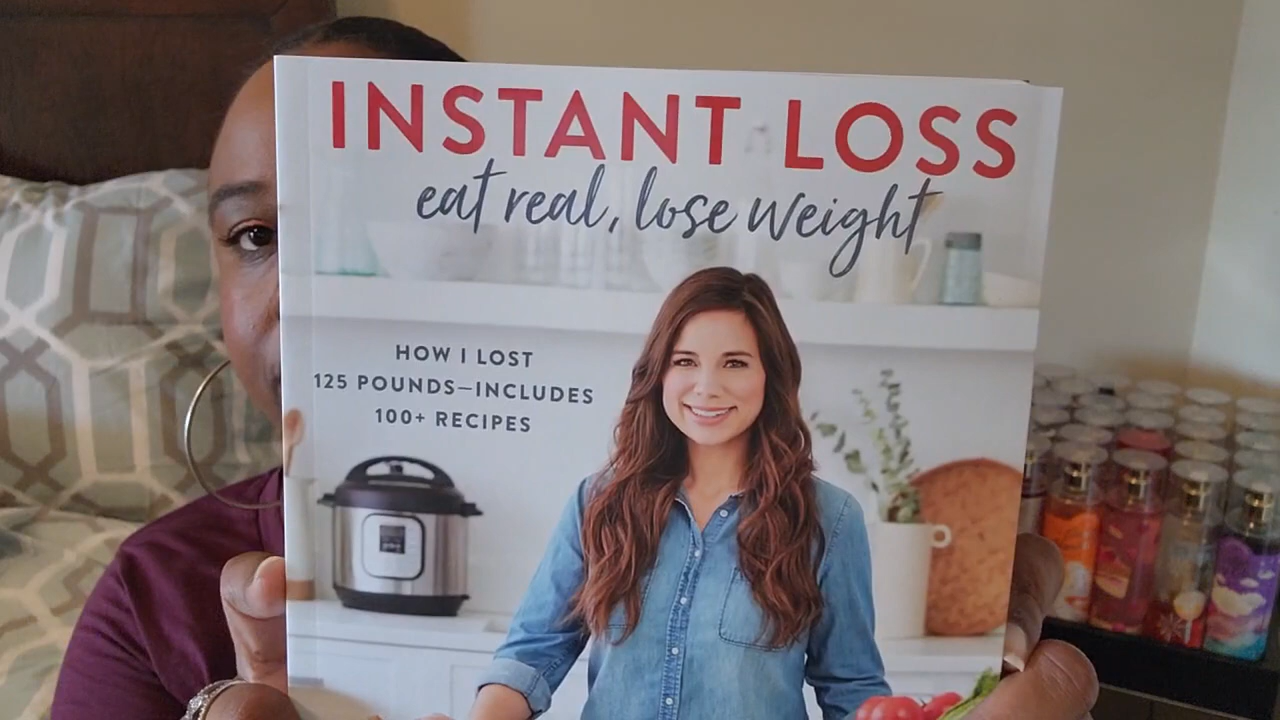 INSTANT LOSS
eat real, lose weight
HOW I LOST
125 POUNDS—INCLUDES
100+ RECIPES